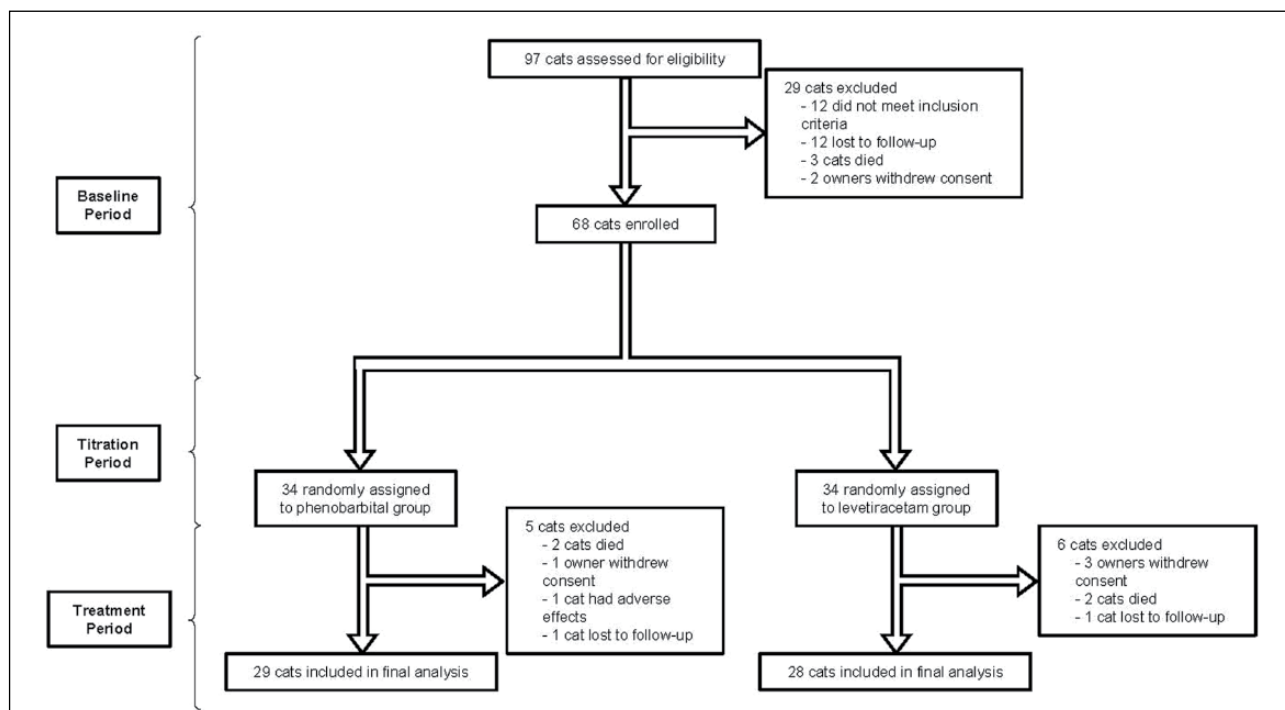 97 cats assessed for eligibility
29 cats excluded
- 12 did not meet inclusion
criteria
- 12 lost to follow-up
- 3 cats died
- 2 owners withdrew consent
Baseline
Period
68 cats enrolled
Titration
Period
34 randomly assigned
to phenobarbital group
34 randomly assigned
to levetiracetam group
5 cats excluded
- 2 cats died
- 1 owner withdrew
consent
- 1 cat had adverse
effects
- 1 cat lost to follow-up
6 cats excluded
- 3 owners withdrew
consent
- 2 cats died
- 1 cat lost to follow-up
Treatment
Period
29 cats included in final analysis
28 cats included in final analysis